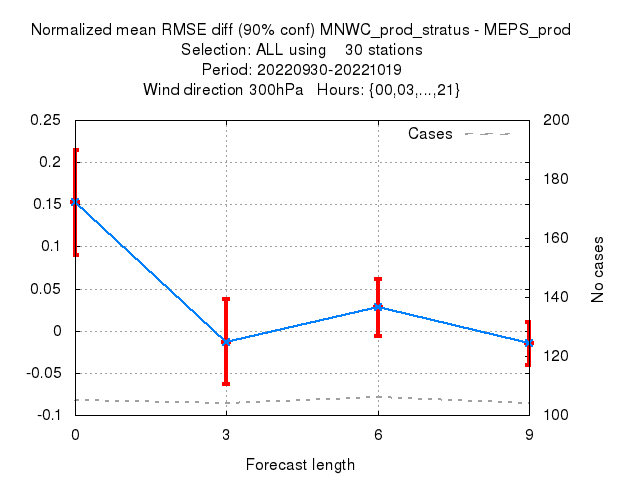 Normalized mean RMSE diff (90% conf) MNWC_prod_stratus - MEPS_prod
Selection: ALL using    30 stations
Period: 20220930-20221019
Wind direction 300hPa   Hours: {00,03,...,21}
Cases
0.25
0.2
0.15
0.1
0.05
0
-0.05
-0.1
200
180
160
140
120
100
No cases
0 3 6 9
Forecast length